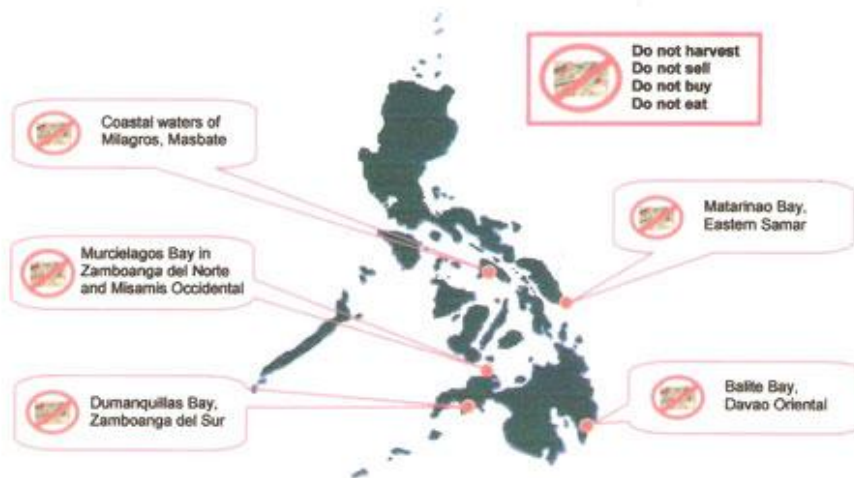 Do not harvest
Do not sell
Do not buy
Do not eat
Coastal waters of
Milagros, Masbate
Matarinao Bay,
Eastern Samar
Murcielagos Bay in
Zamboanga del Norte
and Misamis Occidental
Dumanquillas Bay,
Zamboanga del Sur
Balite Bay,
Davao Oriental